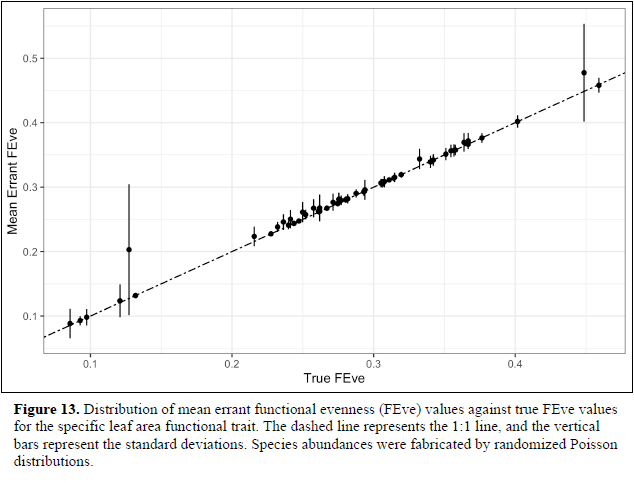 0.5
0.4
0.3
0.2
0.1
Mean Errant FEve
0.1 0.2 0.3 0.4
True FEve
Figure 13. Distribution of mean errant functional evenness (FEve) values against true FEve values
for the specific leaf area functional trait. The dashed line represents the 1:1 line, and the vertical
bars represent the standard deviations. Species abundances were fabricated by randomized Poisson
distributions.